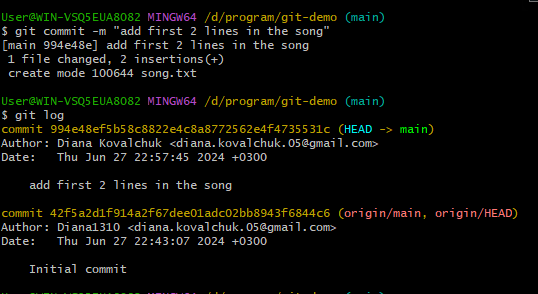 User@WIN-VSQ5EUA8082 MINGW64 /d/program/git-demo (main)
$ git commit -m "add first 2 lines in the song"
[main 994e48e] add first 2 lines in the song
 1 file changed, 2 insertions(+)
 create mode 100644 song.txt
User@WIN-VSQ5EUA8082 MINGW64 /d/program/git-demo (main)
$ git log
commit 994e48ef5b58c8822e4c8a8772562e4f4735531c (HEAD -> main)
Author: Diana Kovalchuk <diana.kovalchuk.05@gmail.com>
Date:   Thu Jun 27 22:57:45 2024 +0300
    add first 2 lines in the song
commit 42f5a2d1f914a2f67dee01adc02bb8943f6844c6 (origin/main, origin/HEAD)
Author: Diana1310 <diana.kovalchuk.05@gmail.com>
Date:   Thu Jun 27 22:43:07 2024 +0300
    Initial commit